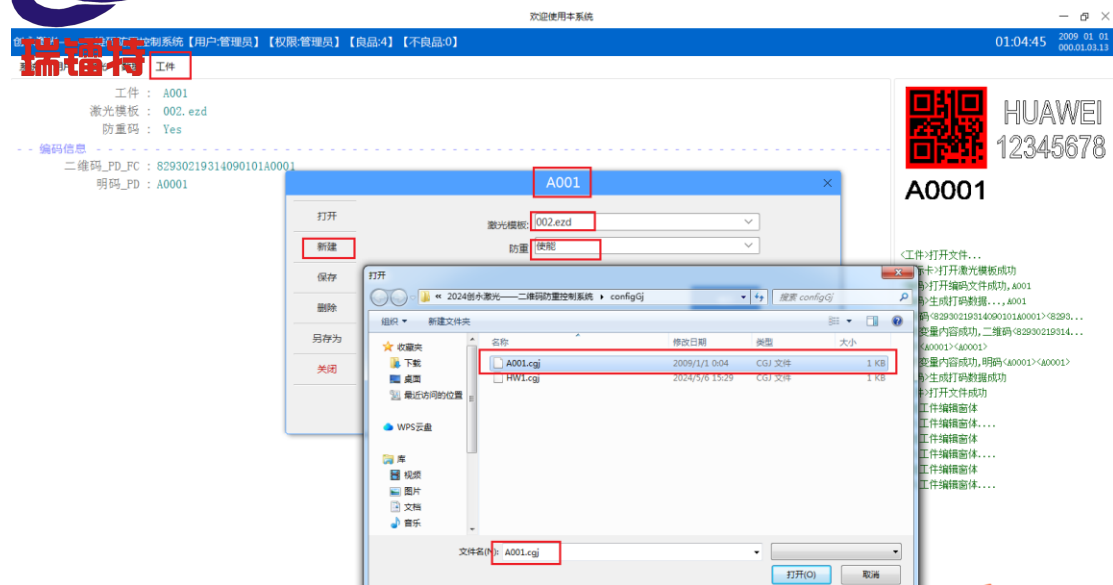 欢迎使用本系统
控制系统【用户:管理员】【权限:管理员】【良品:4】【不良品:0】
01:04:45
2009 01 01
000.01.03.13
瑞镭特
工件
工件 : A001
激光模板 : 002.ezd
防重码 : Yes
编码信息
二维码_PD_FC : 82930219314090101A0001
明码_PD : A0001
HUAWEI
12345678
A0001
A001
打开
新建
保存
删除
另存为
关闭
激光模板: 002.ezd
防重 使能
打开
« 2024创永激光——二维码防重控制系统 ▸ configGj
搜索 configGj
组织 新建文件夹
收藏夹
下载
桌面
最近访问的位置
WPS云盘
库
视频
图片
文档
音乐
名称 修改日期 类型 大小
A001.cgj 2009/1/1 0:04 CGJ 文件 1 KB
HW1.cgj 2024/5/6 15:29 CGJ 文件 1 KB
文件名(N): A001.cgj
打开(O) 取消
<工件>打开文件...
卡>打开激光模板成功
>打开编码文件成功,A001
>生成打码数据...,A001
码<82930219314090101A0001><8293...
变量内容成功,二维码<82930219314...
<A0001><A0001>
变量内容成功,明码<A0001><A0001>
>生成打码数据成功
>打开文件成功
工件编辑窗体
工件编辑窗体....
工件编辑窗体
工件编辑窗体....
工件编辑窗体
工件编辑窗体....